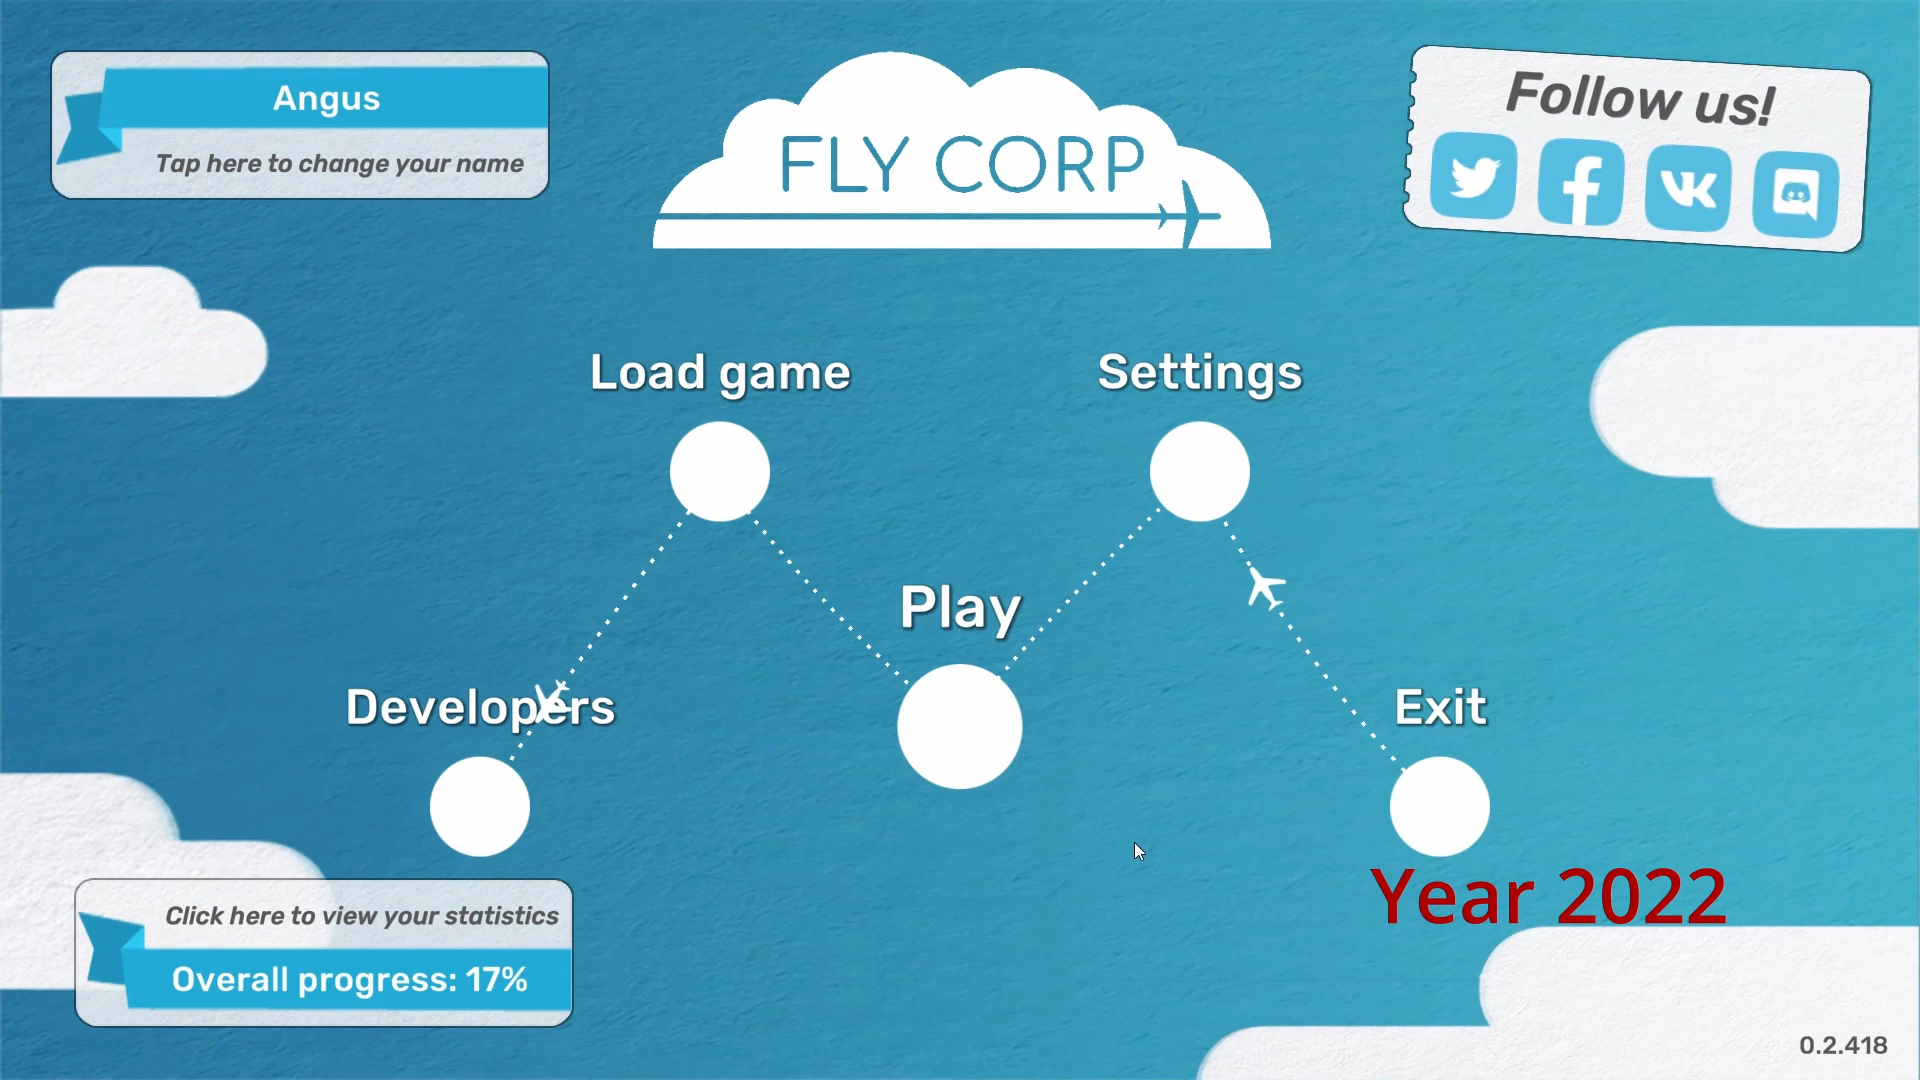 Angus
Tap here to change your name
FLY CORP
Follow us!
Load game
Settings
Play
Developers
Exit
Year 2022
Click here to view your statistics
Overall progress: 17%
0.2.418